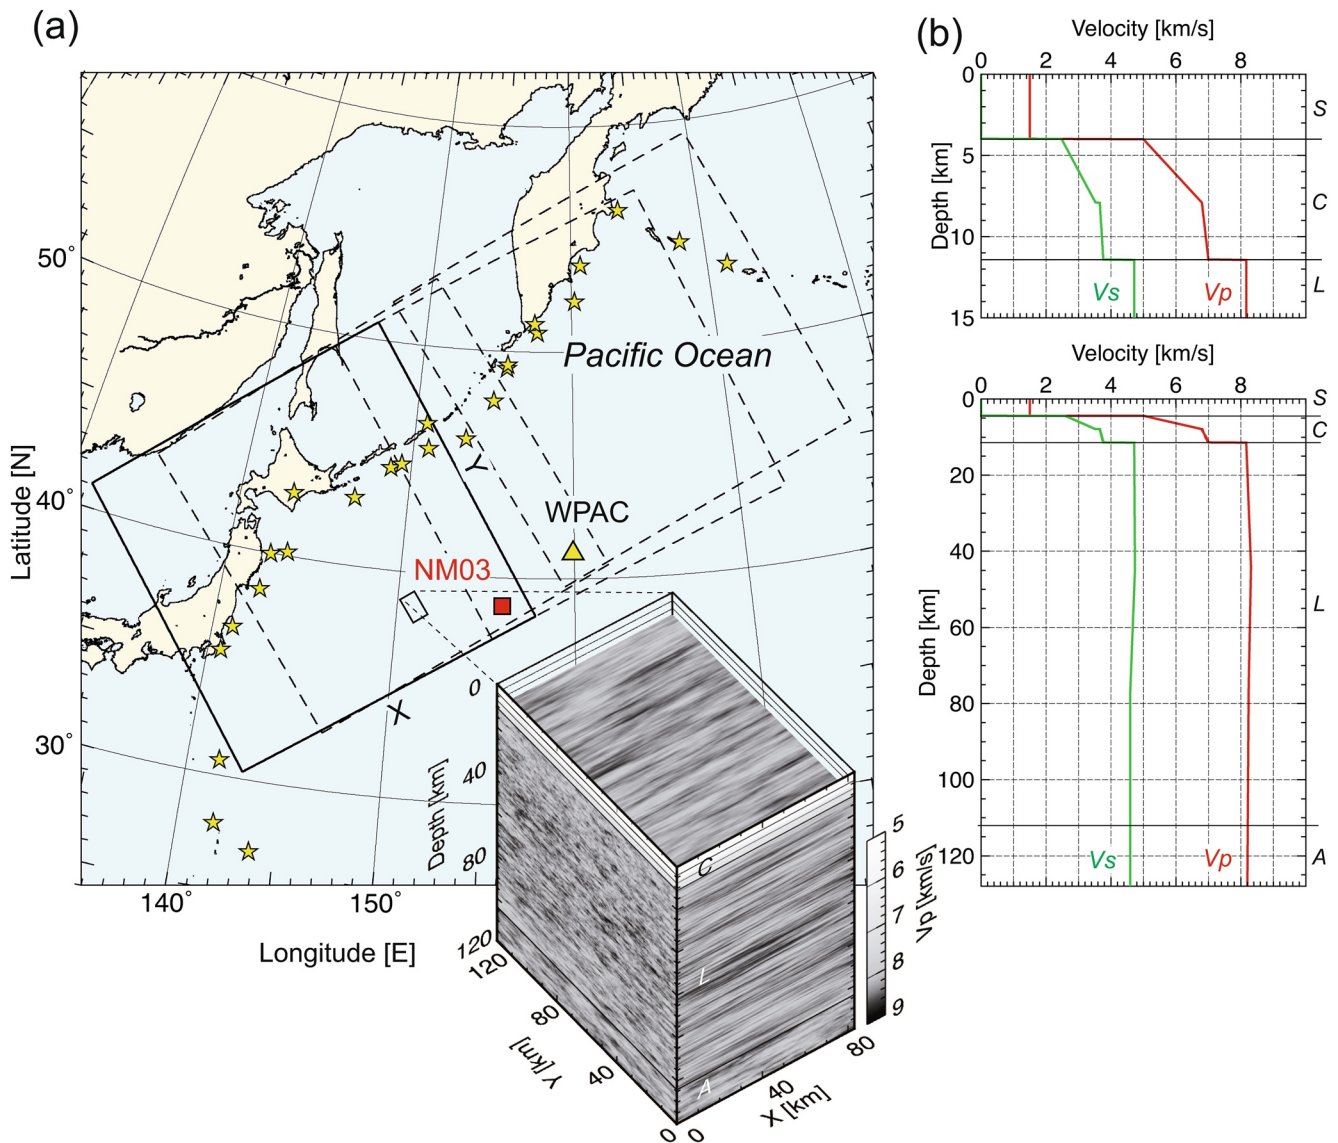 (a)
50°
40°
30°
Latitude [N]
140°
150°
Longitude [E]
Pacific Ocean
WPAC
NM03
Y
X
0
40
80
120
Depth [km]
120
80
40
0
Y [km]
0
40
80
X [km]
C
L
A
5
6
7
8
9
Vp [km/s]
(b)
Velocity [km/s]
0 2 4 6 8
0
5
10
15
Depth [km]
Vs
Vp
S
C
L
Velocity [km/s]
0 2 4 6 8
0
20
40
60
80
100
120
Depth [km]
Vs
Vp
S
C
L
A